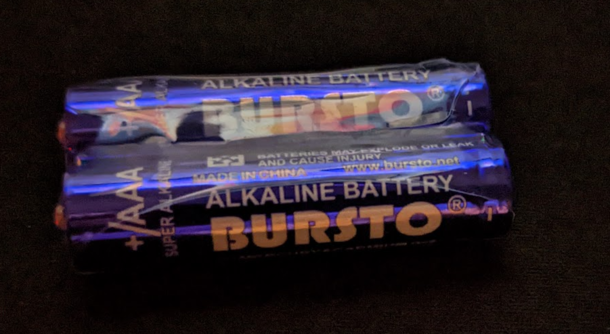 ALKALINE BATTERY
BURSTO®
+/AAA
BATTERIES MAY EXPLODE OR LEAK
AND CAUSE INJURY
MADE IN CHINA www.bursto.net
ALKALINE BATTERY
BURSTO®
+/AAA
SUPER ALKALINE